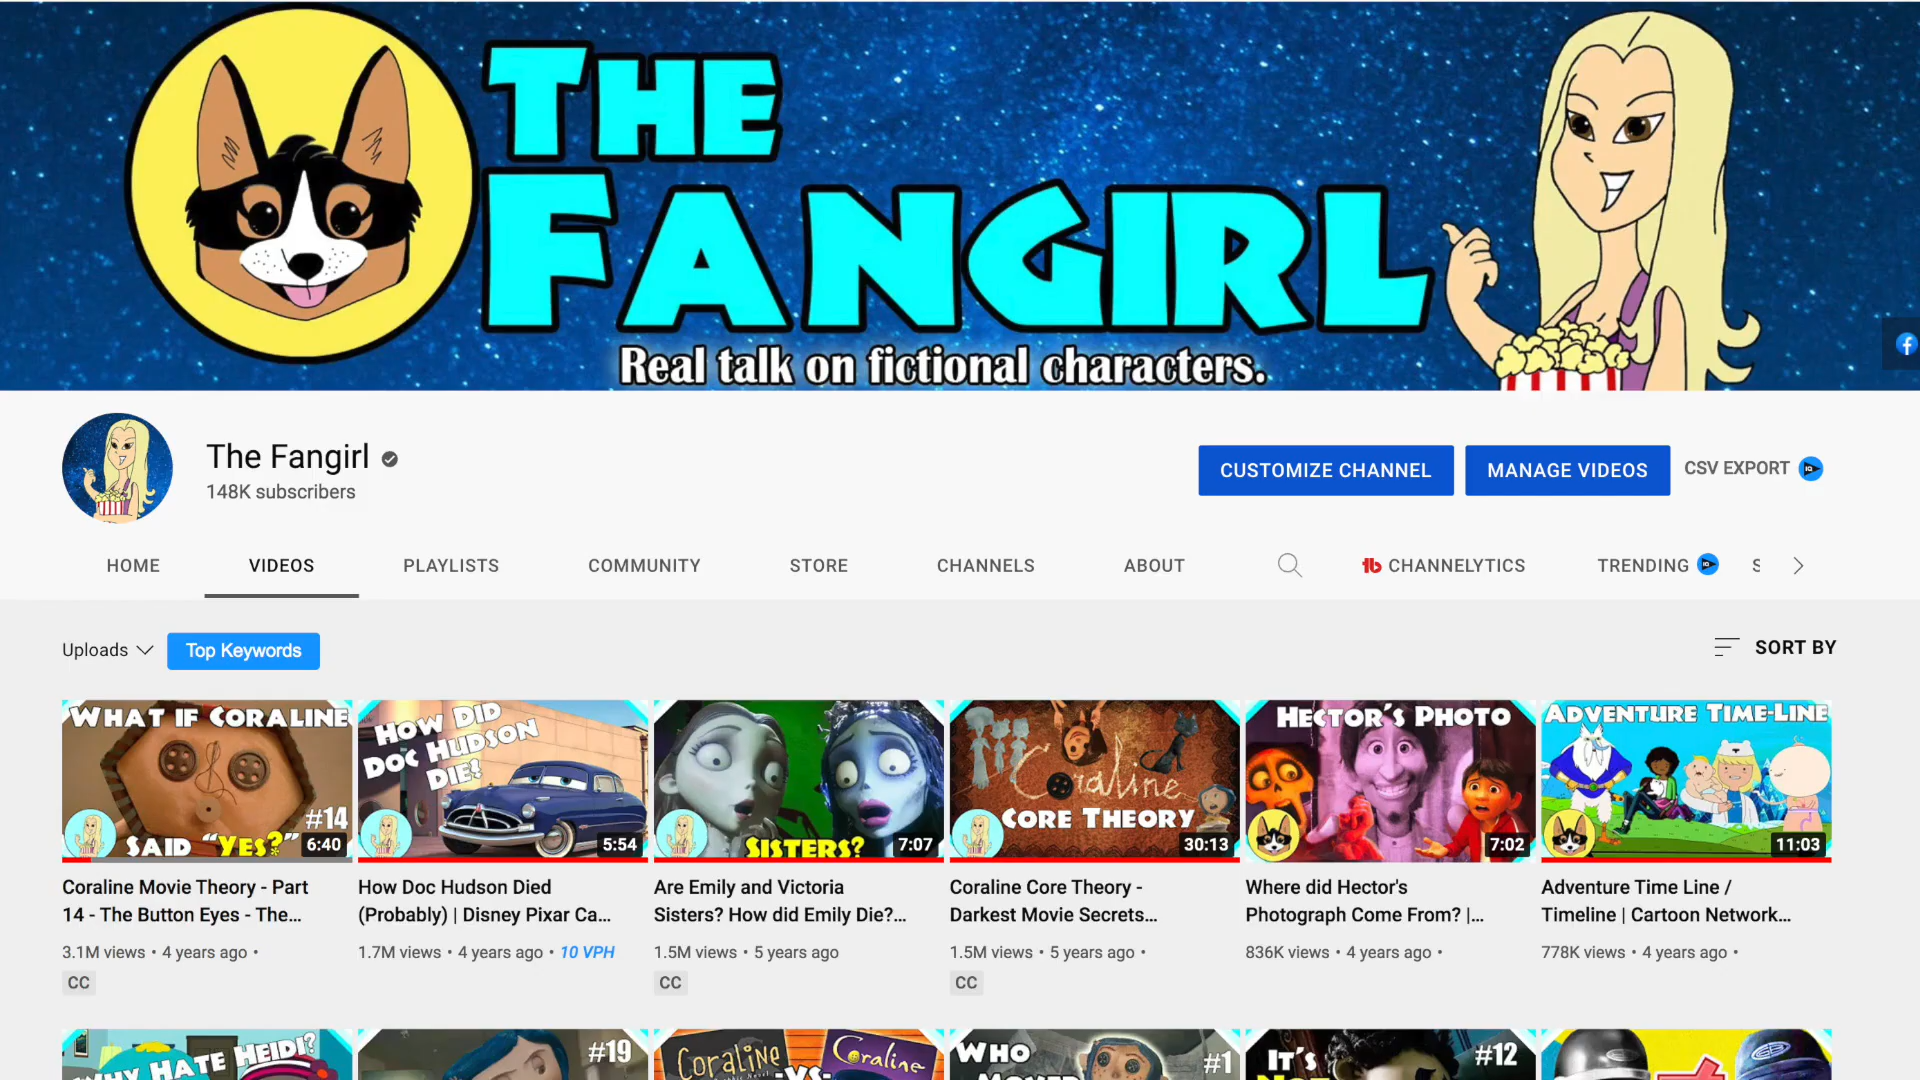 THE
FANGIRL
Real talk on fictional characters.
The Fangirl
148K subscribers
CUSTOMIZE CHANNEL
MANAGE VIDEOS
CSV EXPORT
HOME
VIDEOS
PLAYLISTS
COMMUNITY
STORE
CHANNELS
ABOUT
CHANNELYTICS
TRENDING
S
Uploads
Top Keywords
SORT BY
WHAT IF CORALINE
#14
SAID "YES?"
6:40
HOW DID
DOC HUDSON
DIE?
5:54
SISTERS?
7:07
Coraline
CORE THEORY
30:13
HECTOR'S PHOTO
7:02
ADVENTURE TIME-LINE
11:03
Coraline Movie Theory - Part
14 - The Button Eyes - The...
3.1M views • 4 years ago •
CC
How Doc Hudson Died
(Probably) | Disney Pixar Ca...
1.7M views • 4 years ago • 10 VPH
Are Emily and Victoria
Sisters? How did Emily Die?...
1.5M views • 5 years ago
CC
Coraline Core Theory -
Darkest Movie Secrets...
1.5M views • 5 years ago •
CC
Where did Hector's
Photograph Come From? |...
836K views • 4 years ago •
Adventure Time Line /
Timeline | Cartoon Network...
778K views • 4 years ago •
WHY HATE HEIDI?
#19
Coraline
-VS-
Coraline
WHO
MOVED
#1
IT'S
NOT
#12